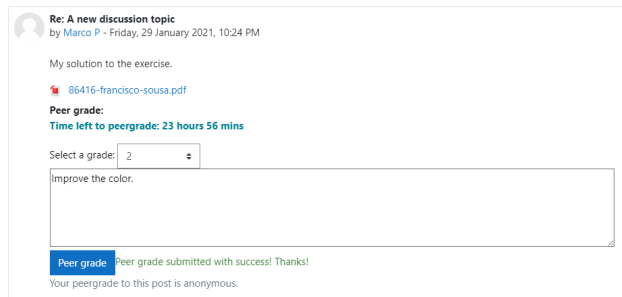 Re: A new discussion topic
by Marco P - Friday, 29 January 2021, 10:24 PM
My solution to the exercise.
86416-francisco-sousa.pdf
Peer grade:
Time left to peergrade: 23 hours 56 mins
Select a grade: 2
Improve the color.
Peer grade Peer grade submitted with success! Thanks!
Your peergrade to this post is anonymous.